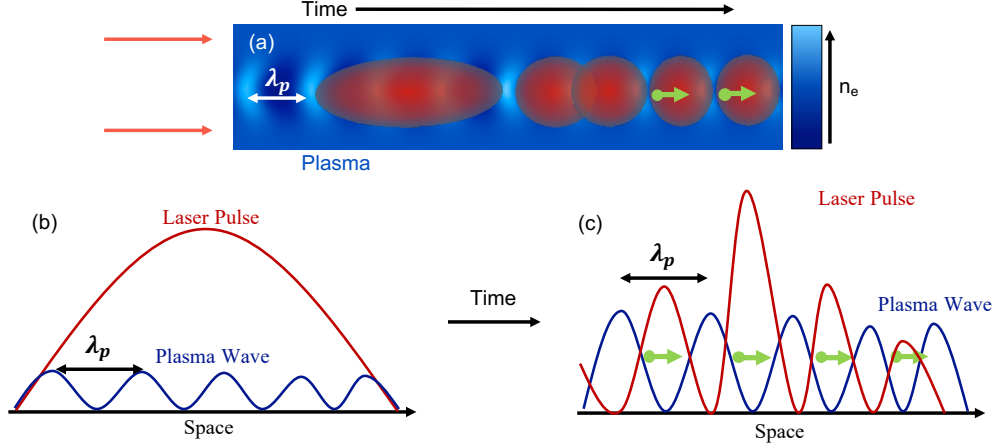 Time
(a)
λp
ne
Plasma
(b)
Laser Pulse
λp
Plasma Wave
Space
Time
(c)
Laser Pulse
λp
Plasma Wave
Space